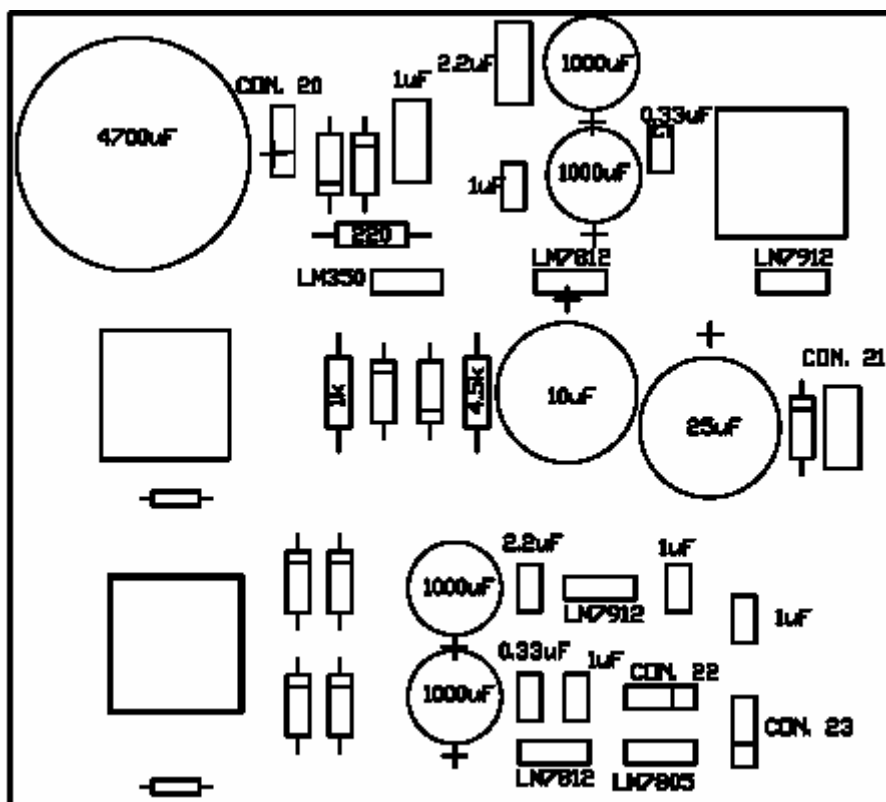 2.2uF
1000uF
CON. 20
1uF
4700uF
0.33uF
1000uF
1uF
220
LM7812
LM7912
LM350
CON. 21
1k
4.5k
10uF
25uF
2.2uF
1uF
1000uF
LM7912
1uF
0.33uF
1uF
CON. 22
1000uF
CON. 23
LM7812
LM7805